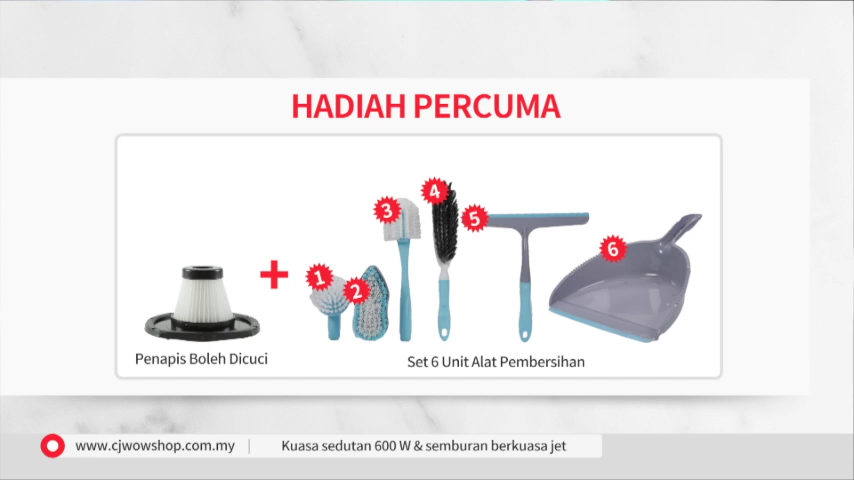 HADIAH PERCUMA
1
2
3
4
5
6
+
Penapis Boleh Dicuci
Set 6 Unit Alat Pembersihan
www.cjwowshop.com.my | Kuasa sedutan 600 W & semburan berkuasa jet